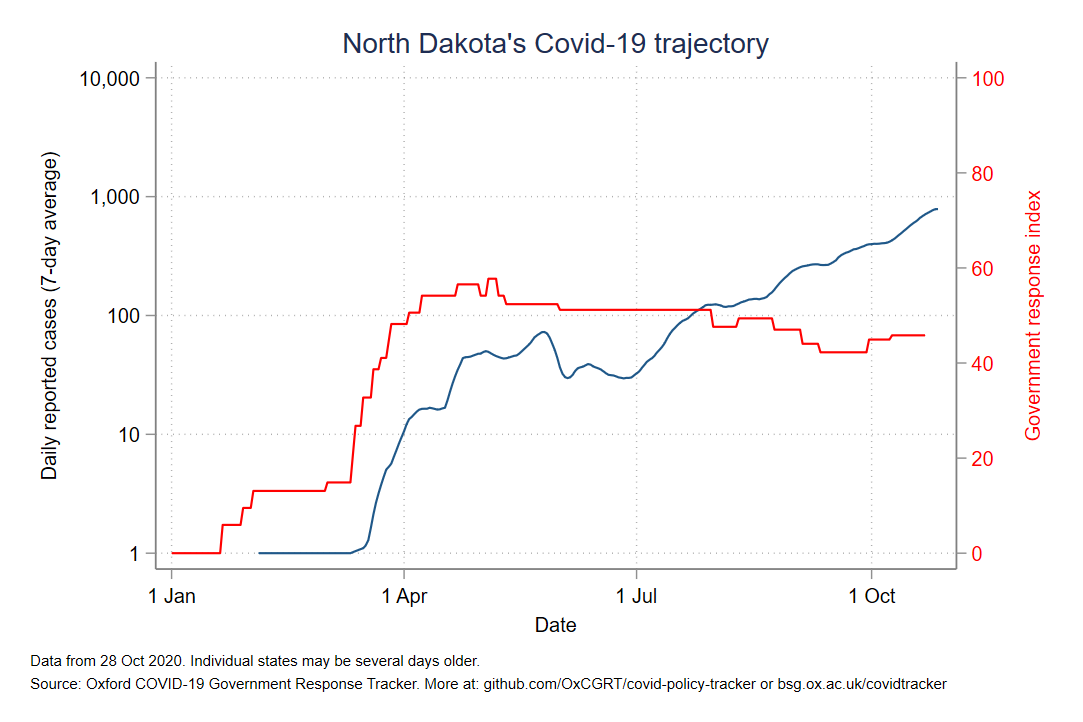 North Dakota's Covid-19 trajectory
10,000
1,000
100
10
1
Daily reported cases (7-day average)
100
80
60
40
20
0
Government response index
1 Jan
1 Apr
1 Jul
1 Oct
Date
Data from 28 Oct 2020. Individual states may be several days older.
Source: Oxford COVID-19 Government Response Tracker. More at: github.com/OxCGRT/covid-policy-tracker or bsg.ox.ac.uk/covidtracker